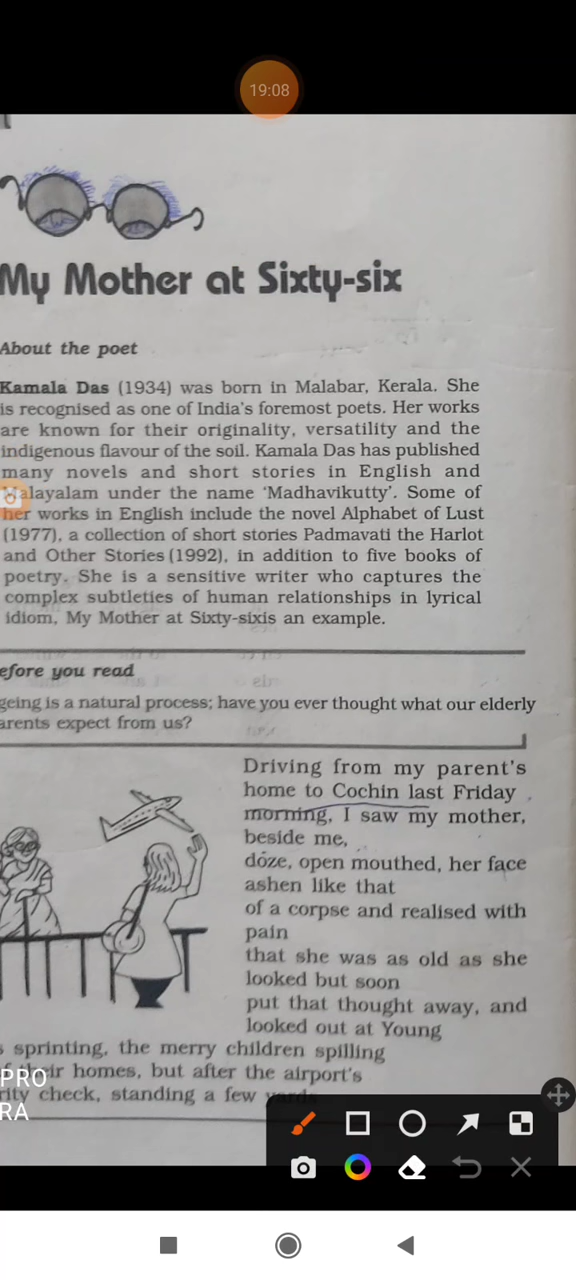 19:08
My Mother at Sixty-six
About the poet
Kamala Das (1934) was born in Malabar, Kerala. She
is recognised as one of India's foremost poets. Her works
are known for their originality, versatility and the
indigenous flavour of the soil. Kamala Das has published
many novels and short stories in English and
Malayalam under the name 'Madhavikutty'. Some of
her works in English include the novel Alphabet of Lust
(1977), a collection of short stories Padmavati the Harlot
and Other Stories (1992), in addition to five books of
poetry. She is a sensitive writer who captures the
complex subtleties of human relationships in lyrical
idiom, My Mother at Sixty-sixis an example.
efore you read
geing is a natural process; have you ever thought what our elderly
arents expect from us?
Driving from my parent's
home to Cochin last Friday
morning, I saw my mother,
beside me,
doze, open mouthed, her face
ashen like that
of a corpse and realised with
pain
that she was as old as she
looked but soon
put that thought away, and
looked out at Young
s sprinting, the merry children spilling
f their homes, but after the airport's
rity check, standing a few yards
PRO
RA